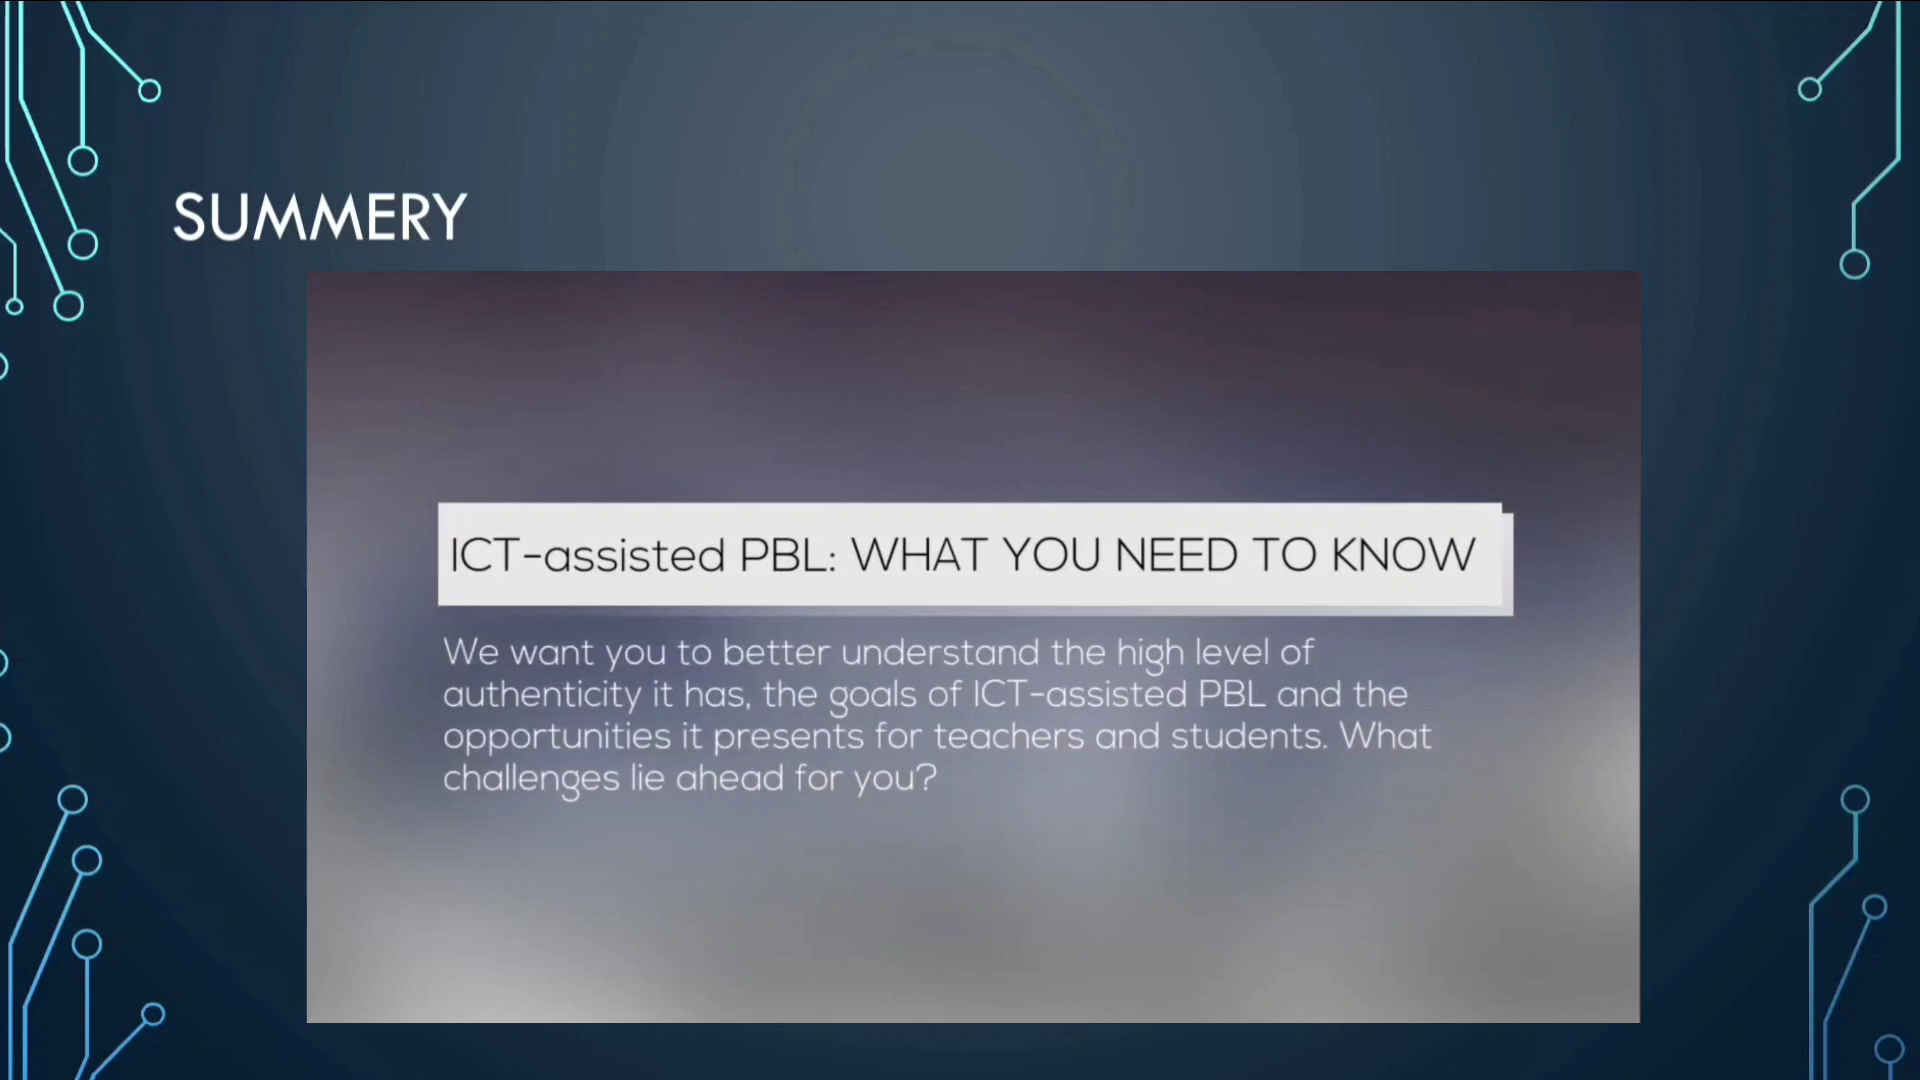 SUMMERY
ICT-assisted PBL: WHAT YOU NEED TO KNOW
We want you to better understand the high level of
authenticity it has, the goals of ICT-assisted PBL and the
opportunities it presents for teachers and students. What
challenges lie ahead for you?